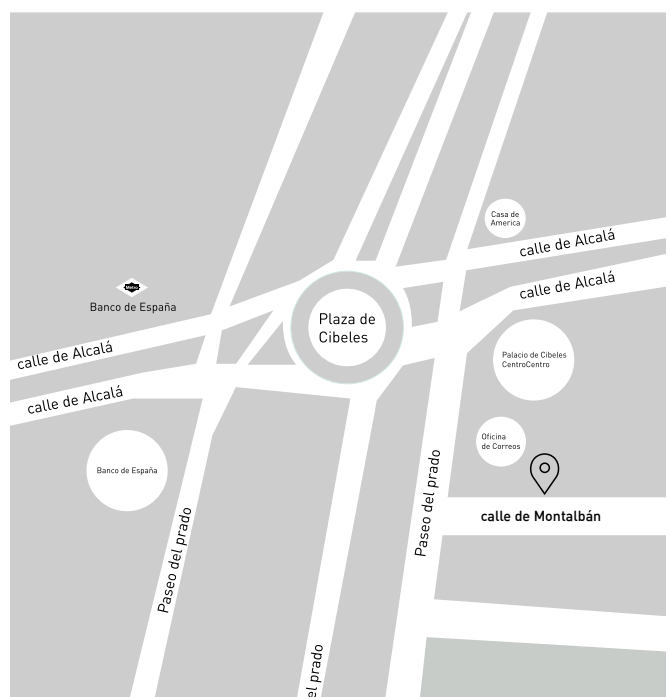 Casa de
America
calle de Alcalá
calle de Alcalá
Metro
Banco de España
Plaza de
Cibeles
calle de Alcalá
Palacio de Cibeles
CentroCentro
calle de Alcalá
Oficina
de Correos
Banco de España
calle de Montalbán
Paseo del prado
Paseo del prado
el prado